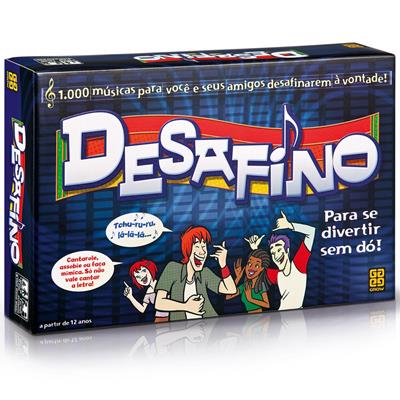 1.000 músicas para você e seus amigos desafinarem à vontade!
DESAFINO
Tchu-ru-ru,
lá-lá-lá...
Cantarole,
assobie ou faça
mímica. Só não
vale cantar
a letra!
Para se
divertir
sem dó!
a partir de 12 anos
GROW
DESAFINO